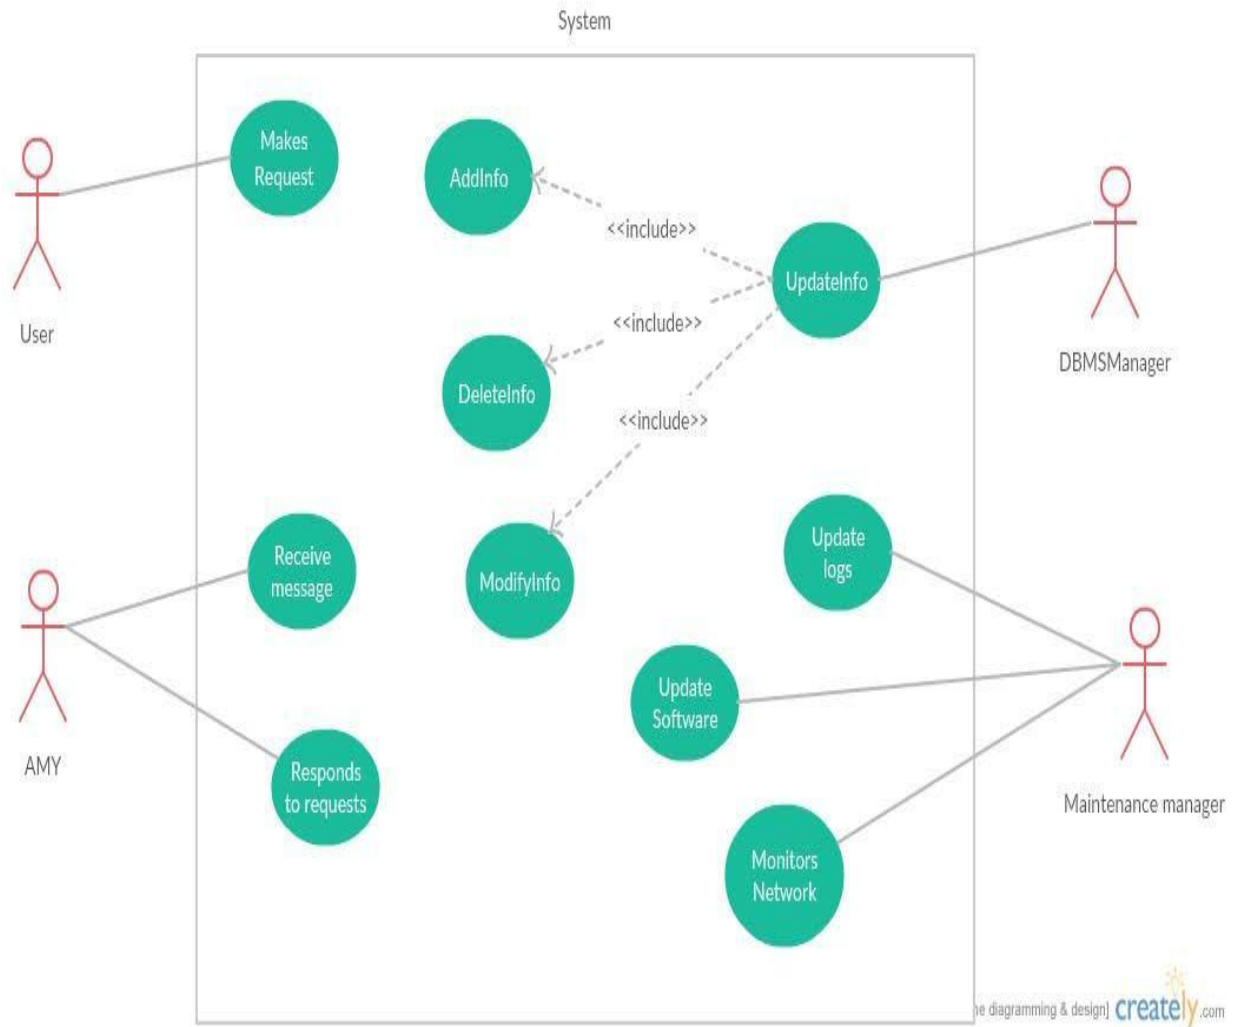 System
Makes
Request
AddInfo
<<include>>
UpdateInfo
User
<<include>>
DBMSManager
DeleteInfo
<<include>>
Receive
message
ModifyInfo
Update
logs
Update
Software
AMY
Responds
to requests
Maintenance manager
Monitors
Network
ne diagramming & design] creately.com